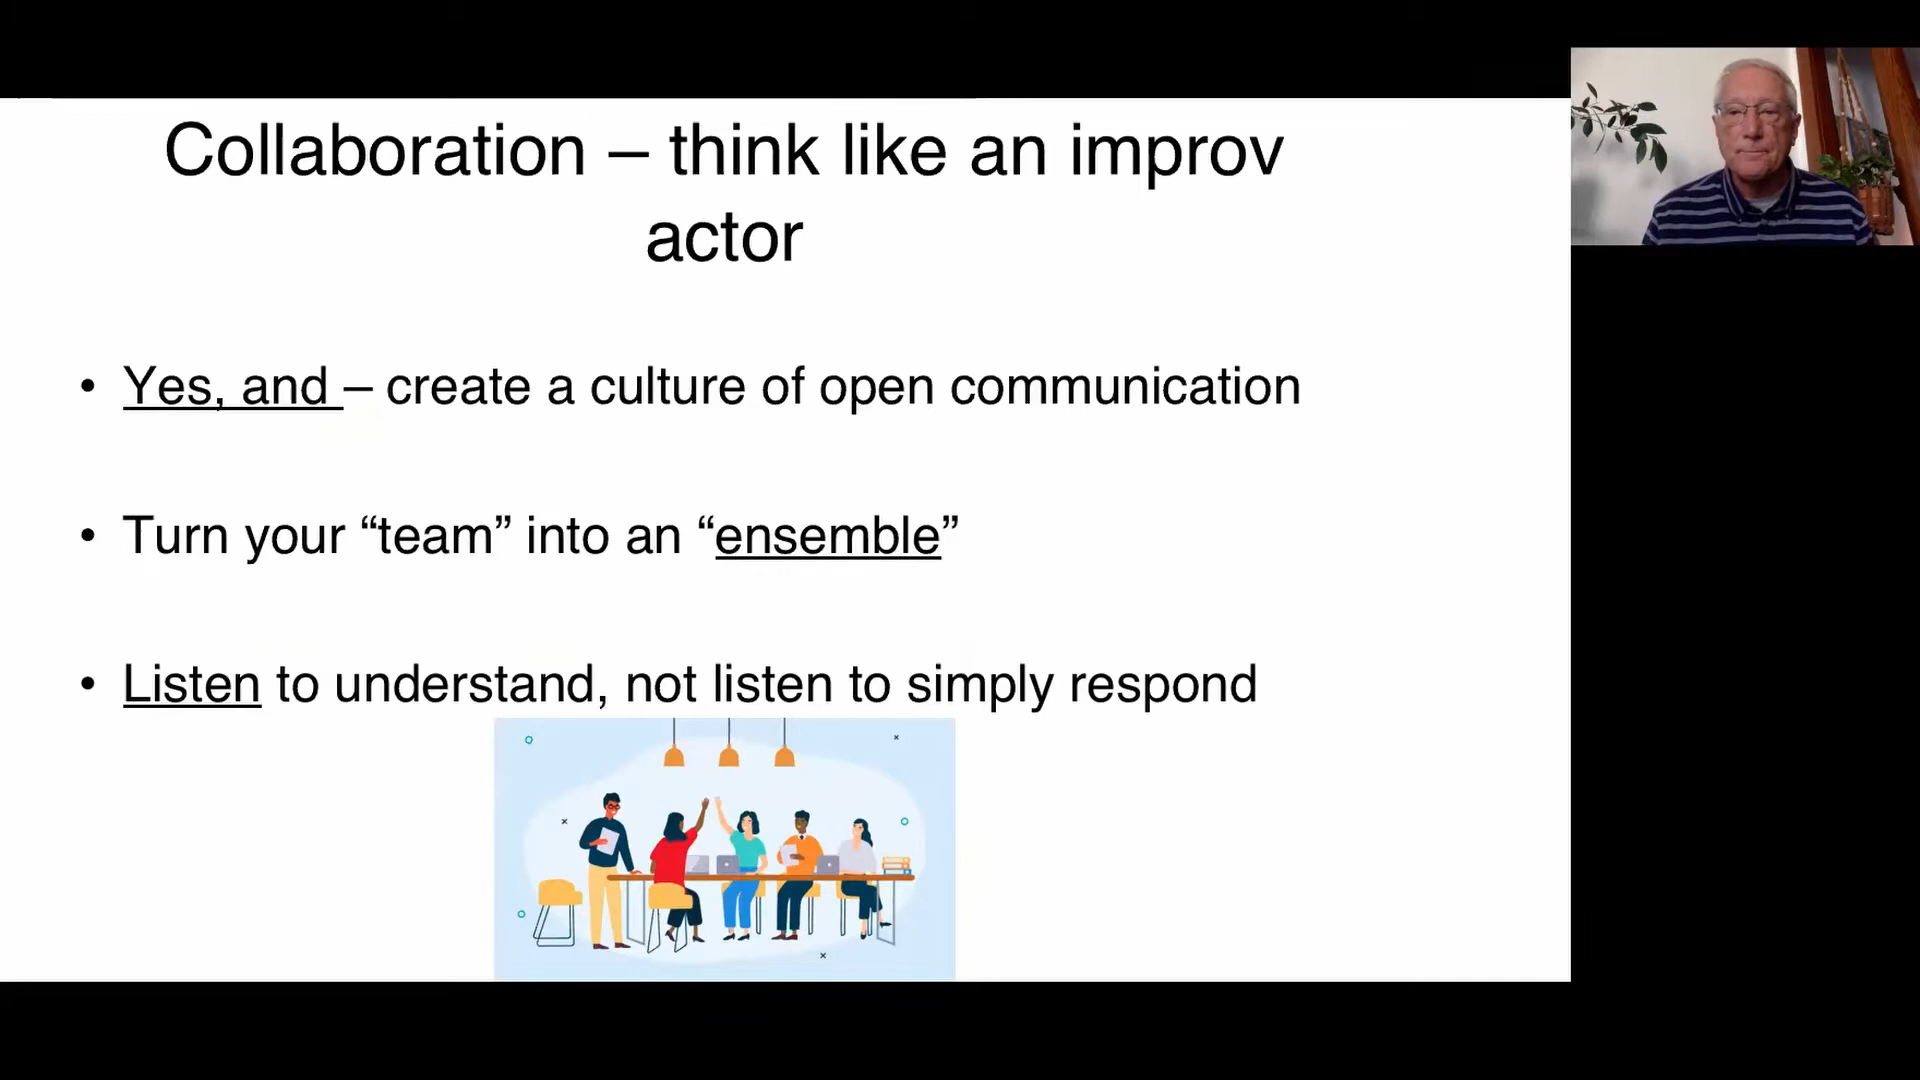 Collaboration – think like an improv
actor
• Yes, and – create a culture of open communication
• Turn your “team” into an “ensemble”
• Listen to understand, not listen to simply respond